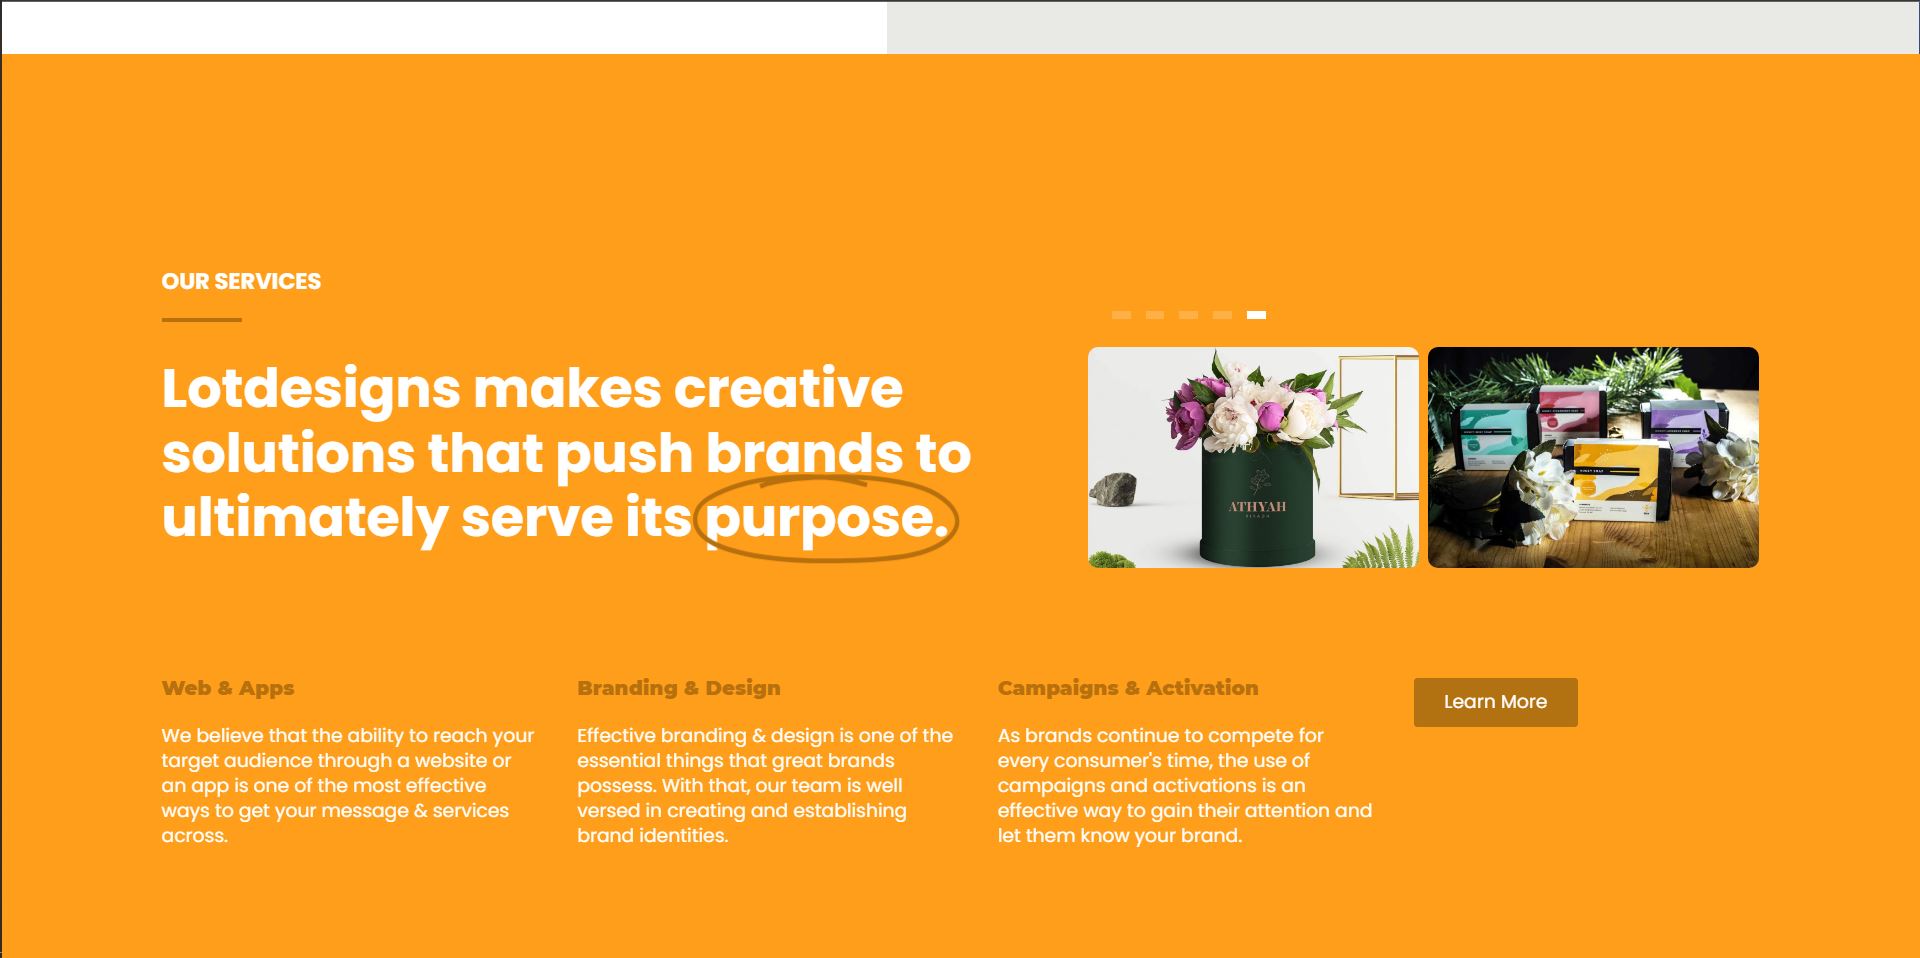 OUR SERVICES
Lotdesigns makes creative
solutions that push brands to
ultimately serve its purpose.
ATHYAH
HONEY SOAP
Web & Apps
We believe that the ability to reach your
target audience through a website or
an app is one of the most effective
ways to get your message & services
across.
Branding & Design
Effective branding & design is one of the
essential things that great brands
possess. With that, our team is well
versed in creating and establishing
brand identities.
Campaigns & Activation
As brands continue to compete for
every consumer's time, the use of
campaigns and activations is an
effective way to gain their attention and
let them know your brand.
Learn More